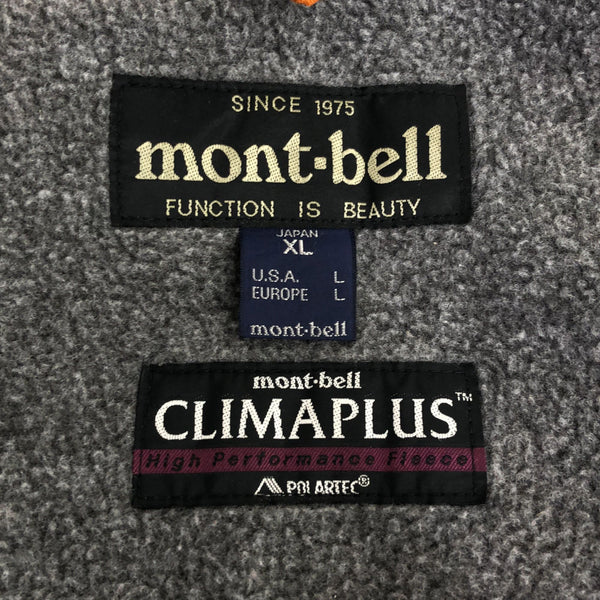 SINCE 1975
mont-bell
FUNCTION IS BEAUTY
JAPAN
XL
U.S.A. L
EUROPE L
mont-bell
mont-bell
CLIMAPLUS™
High Performance Fleece
POLARTEC®